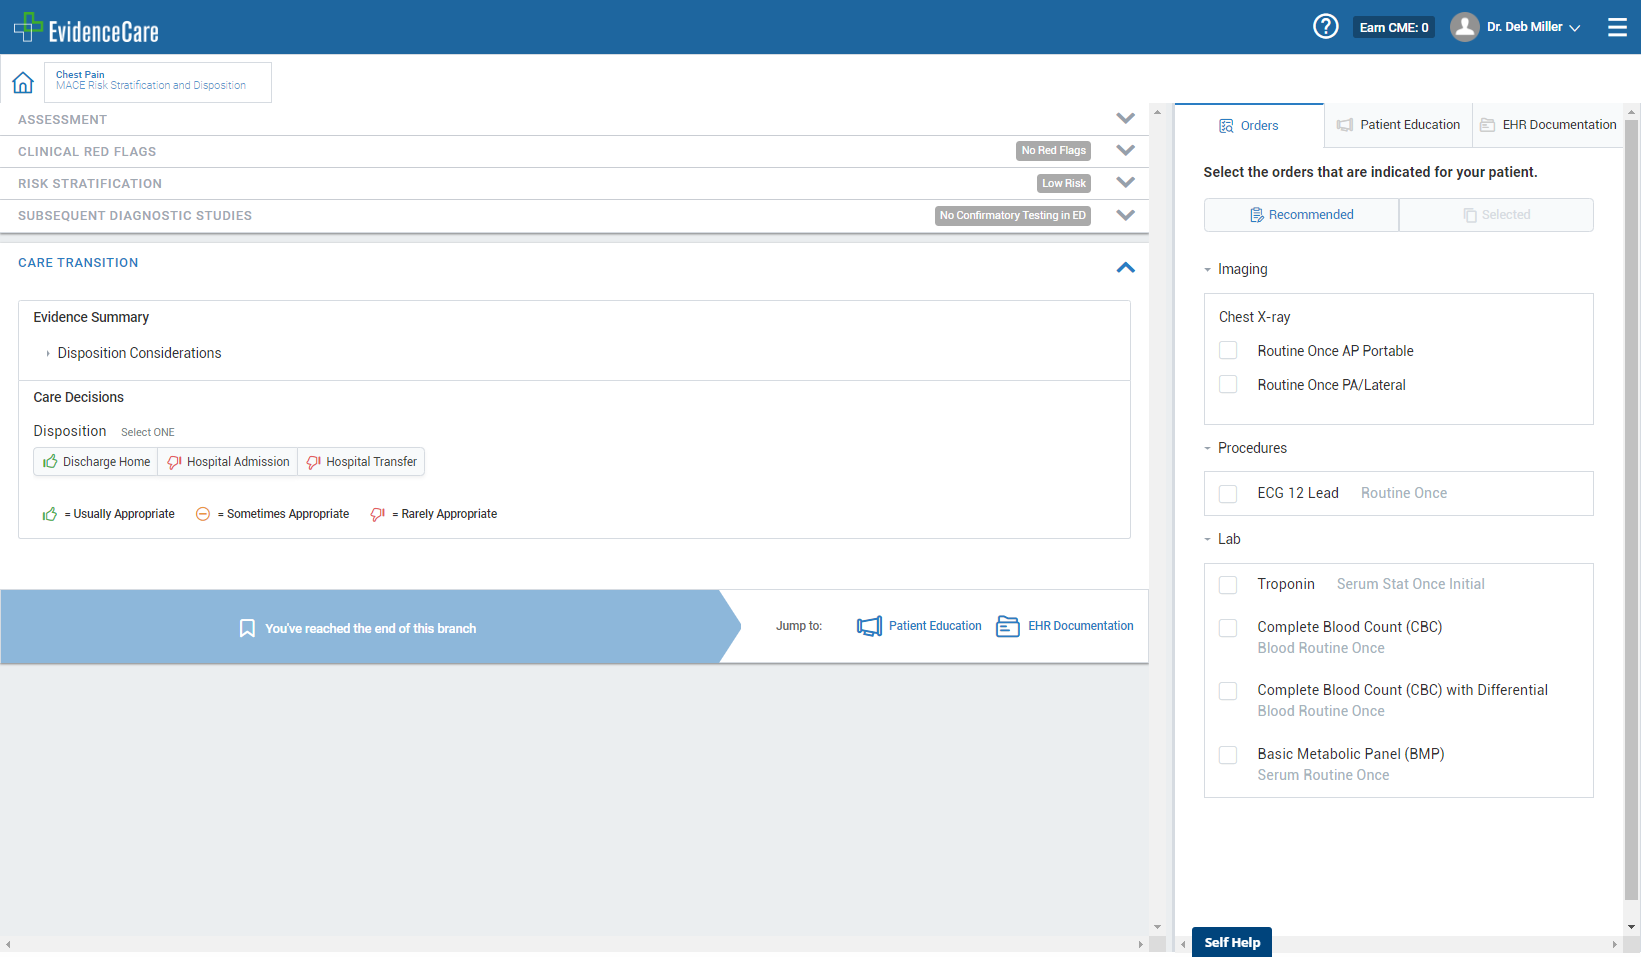 EvidenceCare
Earn CME: 0
Dr. Deb Miller
Chest Pain
MACE Risk Stratification and Disposition
ASSESSMENT
CLINICAL RED FLAGS
No Red Flags
RISK STRATIFICATION
Low Risk
SUBSEQUENT DIAGNOSTIC STUDIES
No Confirmatory Testing in ED
CARE TRANSITION
Evidence Summary
Disposition Considerations
Care Decisions
Disposition Select ONE
Discharge Home Hospital Admission Hospital Transfer
= Usually Appropriate = Sometimes Appropriate = Rarely Appropriate
You've reached the end of this branch
Jump to: Patient Education EHR Documentation
Orders Patient Education EHR Documentation
Select the orders that are indicated for your patient.
Recommended Selected
Imaging
Chest X-ray
Routine Once AP Portable
Routine Once PA/Lateral
Procedures
ECG 12 Lead Routine Once
Lab
Troponin Serum Stat Once Initial
Complete Blood Count (CBC)
Blood Routine Once
Complete Blood Count (CBC) with Differential
Blood Routine Once
Basic Metabolic Panel (BMP)
Serum Routine Once
Self Help